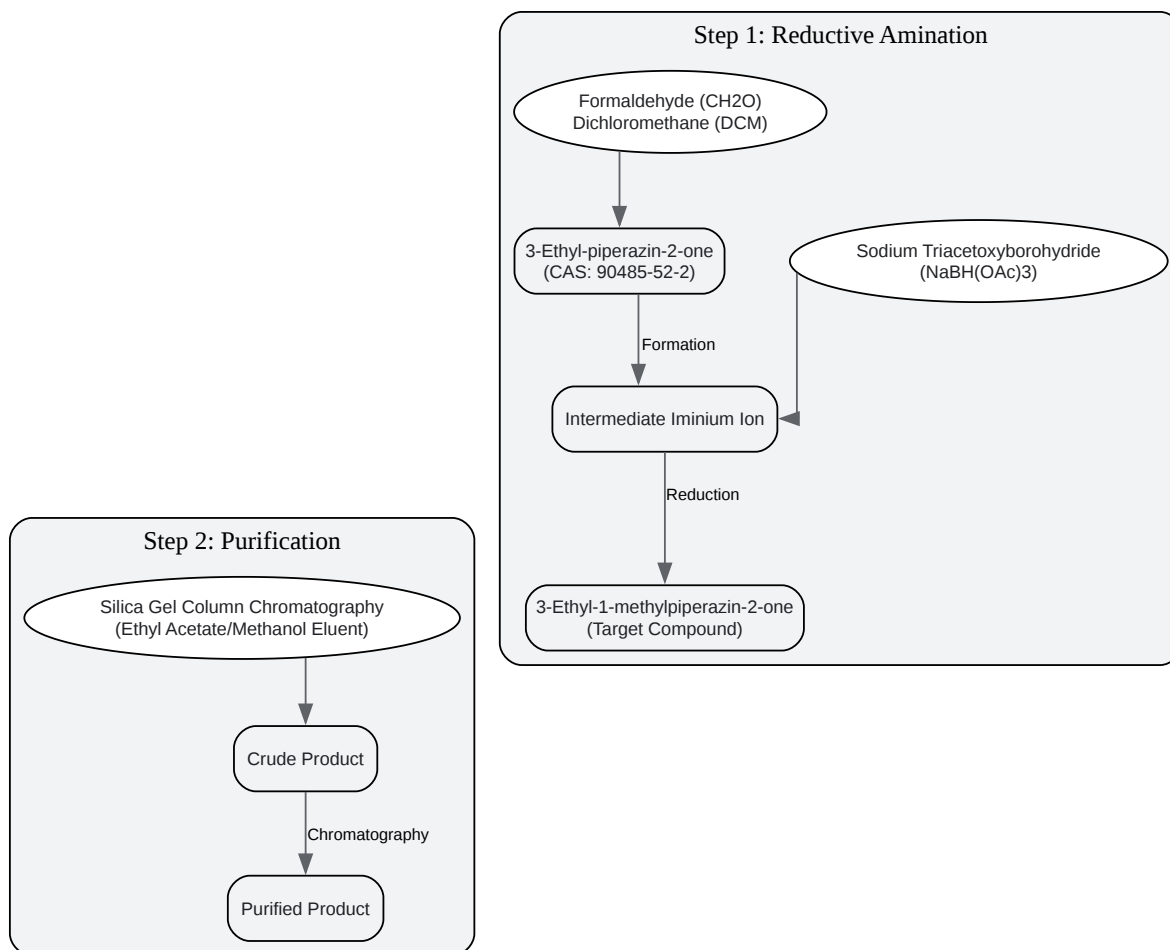 Step 1: Reductive Amination
Formaldehyde (CH2O)
Dichloromethane (DCM)
3-Ethyl-piperazin-2-one
(CAS: 90485-52-2)
Sodium Triacetoxyborohydride
(NaBH(OAc)3)
Formation
Intermediate Iminium Ion
Reduction
3-Ethyl-1-methylpiperazin-2-one
(Target Compound)
Step 2: Purification
Silica Gel Column Chromatography
(Ethyl Acetate/Methanol Eluent)
Crude Product
Chromatography
Purified Product